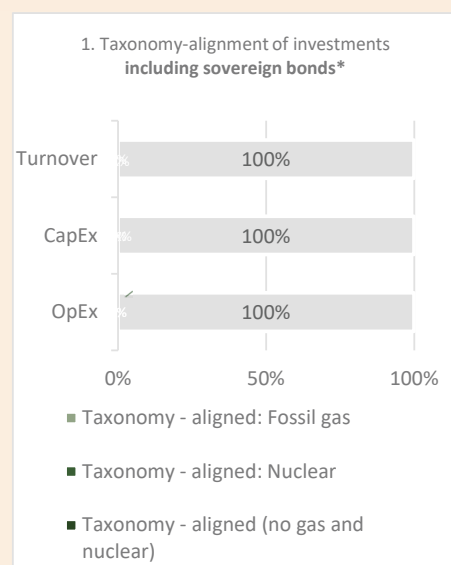 1. Taxonomy-alignment of investments
including sovereign bonds*
Turnover
100%
CapEx
100%
OpEx
100%
0% 50% 100%
Taxonomy - aligned: Fossil gas
Taxonomy - aligned: Nuclear
Taxonomy - aligned (no gas and
nuclear)